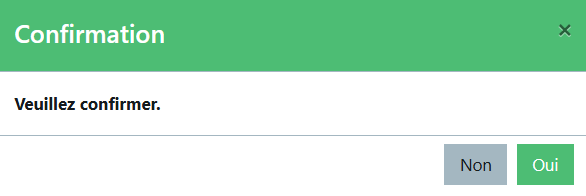 Confirmation ×
Veuillez confirmer.
Non Oui